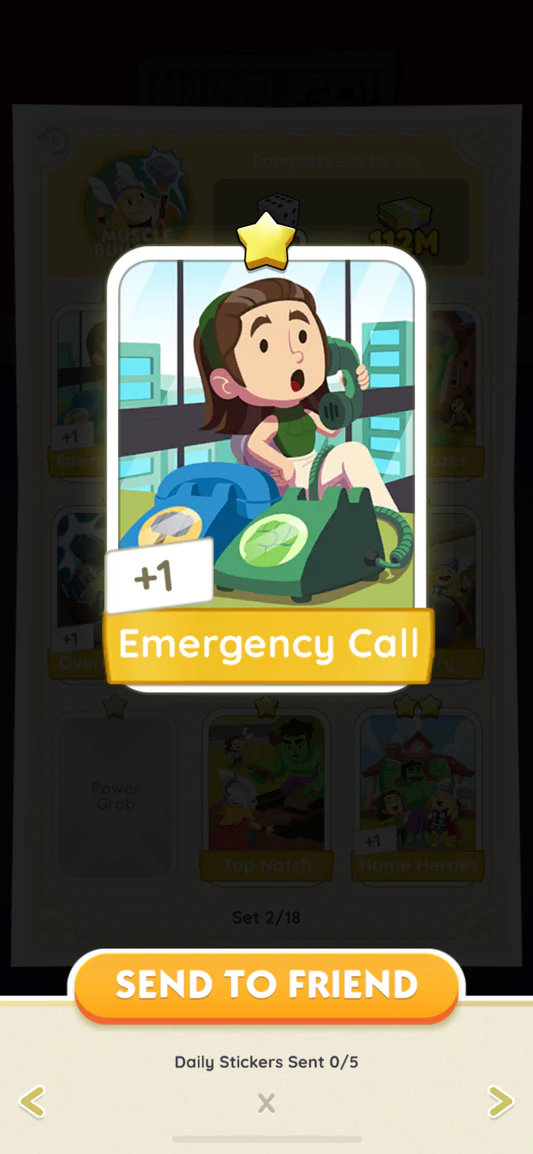 Complete set to win
MUSCLE
112M
+1
Emergency Call
+1
+1
Power
Grab
Top Notch
+1
Home Heroes
Set 2/18
SEND TO FRIEND
Daily Stickers Sent 0/5
X